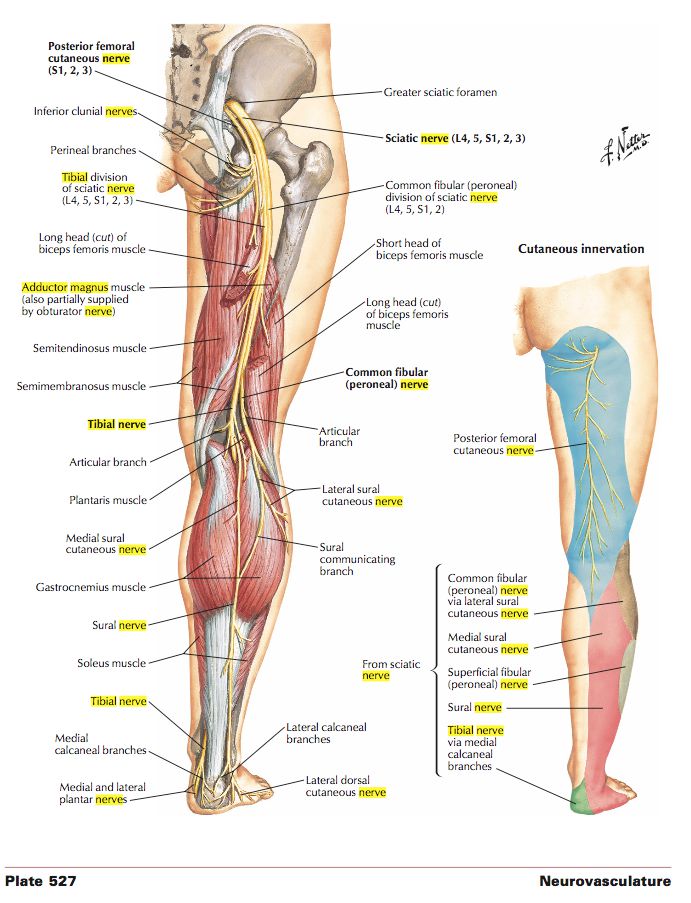 Posterior femoral
cutaneous nerve
(S1, 2, 3)
Inferior clunial nerves
Perineal branches
Tibial division
of sciatic nerve
(L4, 5, S1, 2, 3)
Long head (cut) of
biceps femoris muscle
Adductor magnus muscle
(also partially supplied
by obturator nerve)
Semitendinosus muscle
Semimembranosus muscle
Tibial nerve
Articular branch
Plantaris muscle
Medial sural
cutaneous nerve
Gastrocnemius muscle
Sural nerve
Soleus muscle
Tibial nerve
Medial
calcaneal branches
Medial and lateral
plantar nerves
Greater sciatic foramen
Sciatic nerve (L4, 5, S1, 2, 3)
Common fibular (peroneal)
division of sciatic nerve
(L4, 5, S1, 2)
Short head of
biceps femoris muscle
Long head (cut)
of biceps femoris
muscle
Common fibular
(peroneal) nerve
Articular
branch
Lateral sural
cutaneous nerve
Sural
communicating
branch
Lateral calcaneal
branches
Lateral dorsal
cutaneous nerve
F. Netter
M.D.
Cutaneous innervation
Posterior femoral
cutaneous nerve
From sciatic
nerve
Common fibular
(peroneal) nerve
via lateral sural
cutaneous nerve
Medial sural
cutaneous nerve
Superficial fibular
(peroneal) nerve
Sural nerve
Tibial nerve
via medial
calcaneal
branches
Plate 527
Neurovasculature